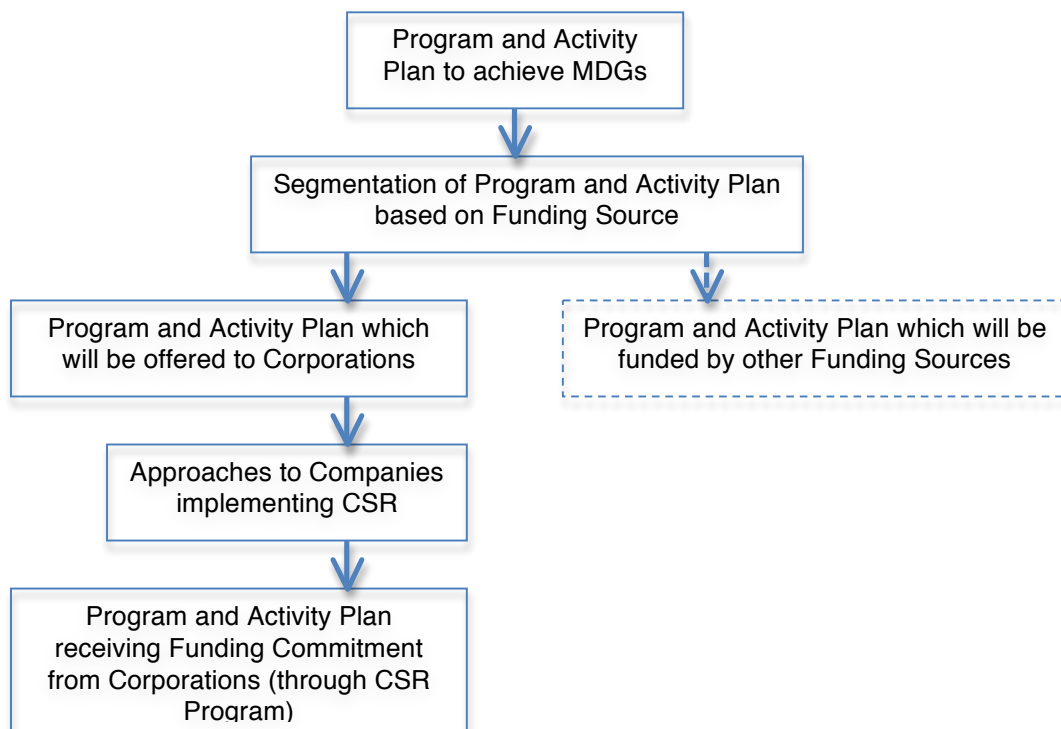 Program and Activity
Plan to achieve MDGs
Segmentation of Program and Activity Plan
based on Funding Source
Program and Activity Plan which
will be offered to Corporations
Program and Activity Plan which will be
funded by other Funding Sources
Approaches to Companies
implementing CSR
Program and Activity Plan
receiving Funding Commitment
from Corporations (through CSR
Program)